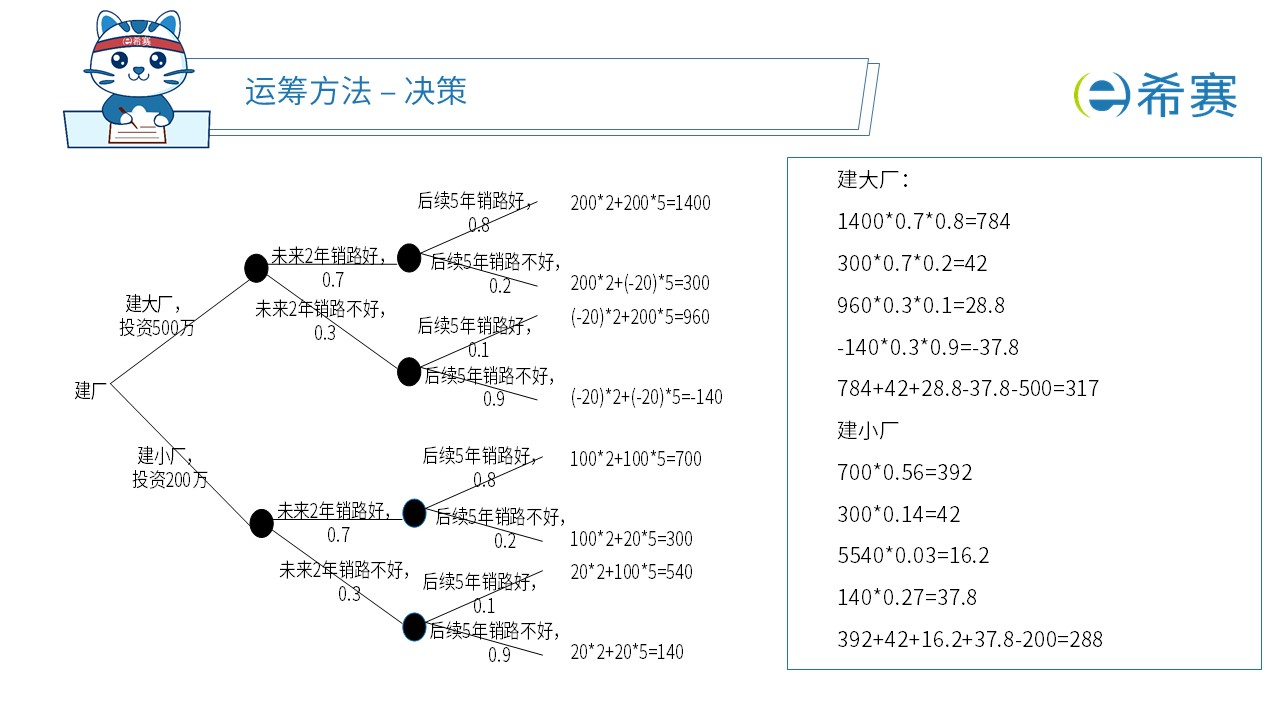 希赛
运筹方法 – 决策
希赛
后续5年销路好，
0.8
200*2+200*5=1400
未来2年销路好，
0.7
后续5年销路不好，
0.2
200*2+(-20)*5=300
建大厂，
投资500万
未来2年销路不好，
0.3
后续5年销路好，
0.1
(-20)*2+200*5=960
后续5年销路不好，
0.9
(-20)*2+(-20)*5=-140
建厂
建小厂，
投资200万
后续5年销路好，
0.8
100*2+100*5=700
未来2年销路好，
0.7
后续5年销路不好，
0.2
100*2+20*5=300
未来2年销路不好，
0.3
后续5年销路好，
0.1
20*2+100*5=540
后续5年销路不好，
0.9
20*2+20*5=140
建大厂：
1400*0.7*0.8=784
300*0.7*0.2=42
960*0.3*0.1=28.8
-140*0.3*0.9=-37.8
784+42+28.8-37.8-500=317
建小厂
700*0.56=392
300*0.14=42
5540*0.03=16.2
140*0.27=37.8
392+42+16.2+37.8-200=288